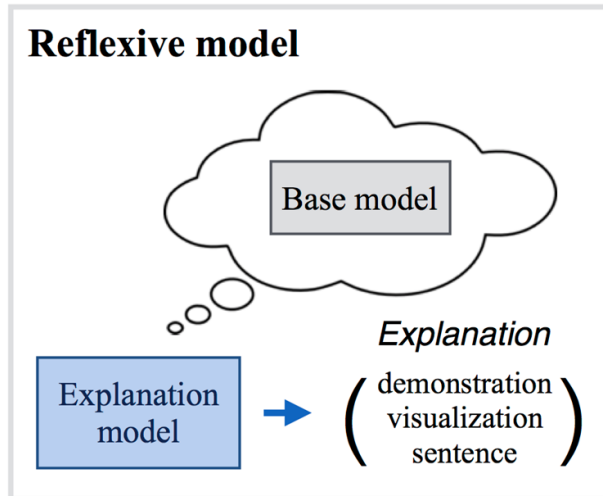 Reflexive model
Base model
Explanation
model
Explanation
( demonstration
visualization
sentence )